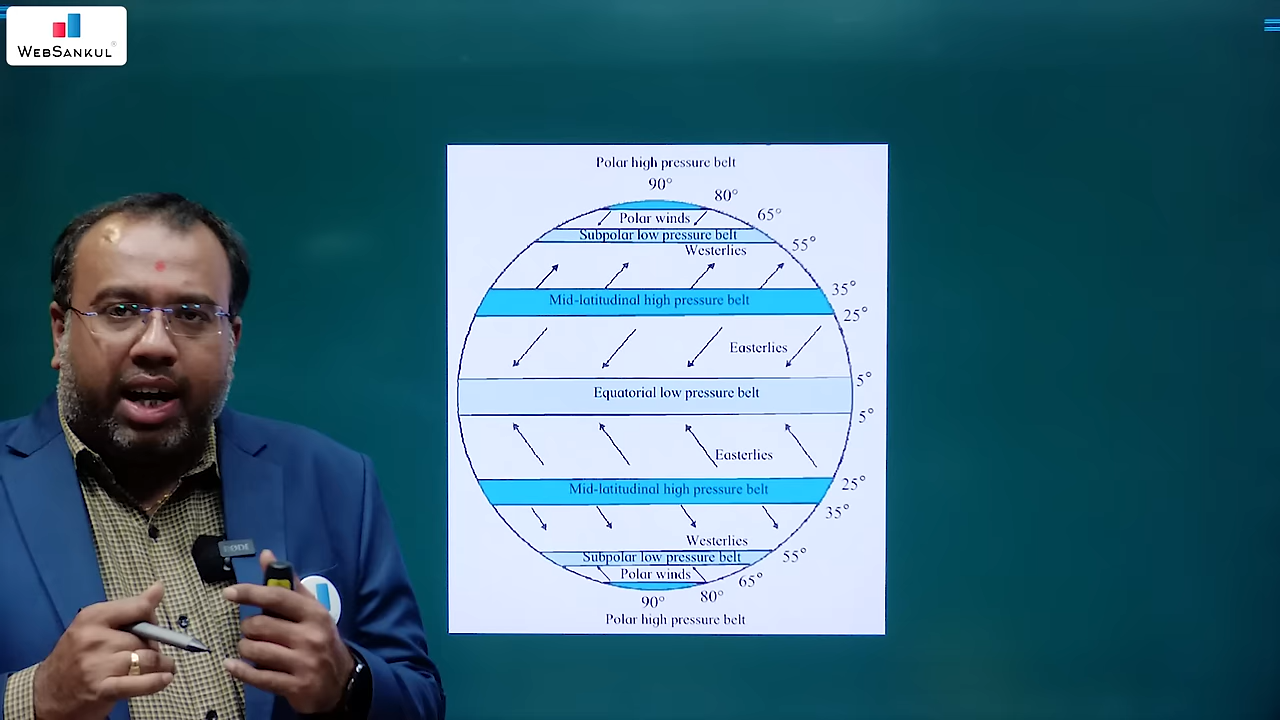 WEBSANKUL
Polar high pressure belt
90°
80°
Polar winds
65°
Subpolar low pressure belt
55°
Westerlies
35°
Mid-latitudinal high pressure belt
25°
Easterlies
5°
Equatorial low pressure belt
5°
Easterlies
25°
Mid-latitudinal high pressure belt
35°
Westerlies
55°
Subpolar low pressure belt
Polar winds
65°
90°
80°
Polar high pressure belt
RODE